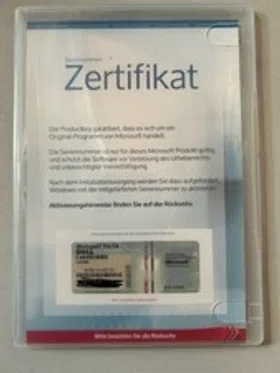 Zertifikat
Der Productkey garantiert, dass es sich um ein
Original-Programm von Microsoft handelt.
Die Seriennummer ist nur für dieses Microsoft Produkt gültig
und schützt die Software vor Verletzung des Urheberrechts
und unberechtigter Vervielfältigung.
Nach dem Installationsvorgang werden Sie dazu aufgefordert,
Windows mit der mitgelieferten Seriennummer zu aktivieren.
Aktivierungshinweise finden Sie auf der Rückseite.
DELL
Microsoft
Bitte beachten Sie die Rückseite